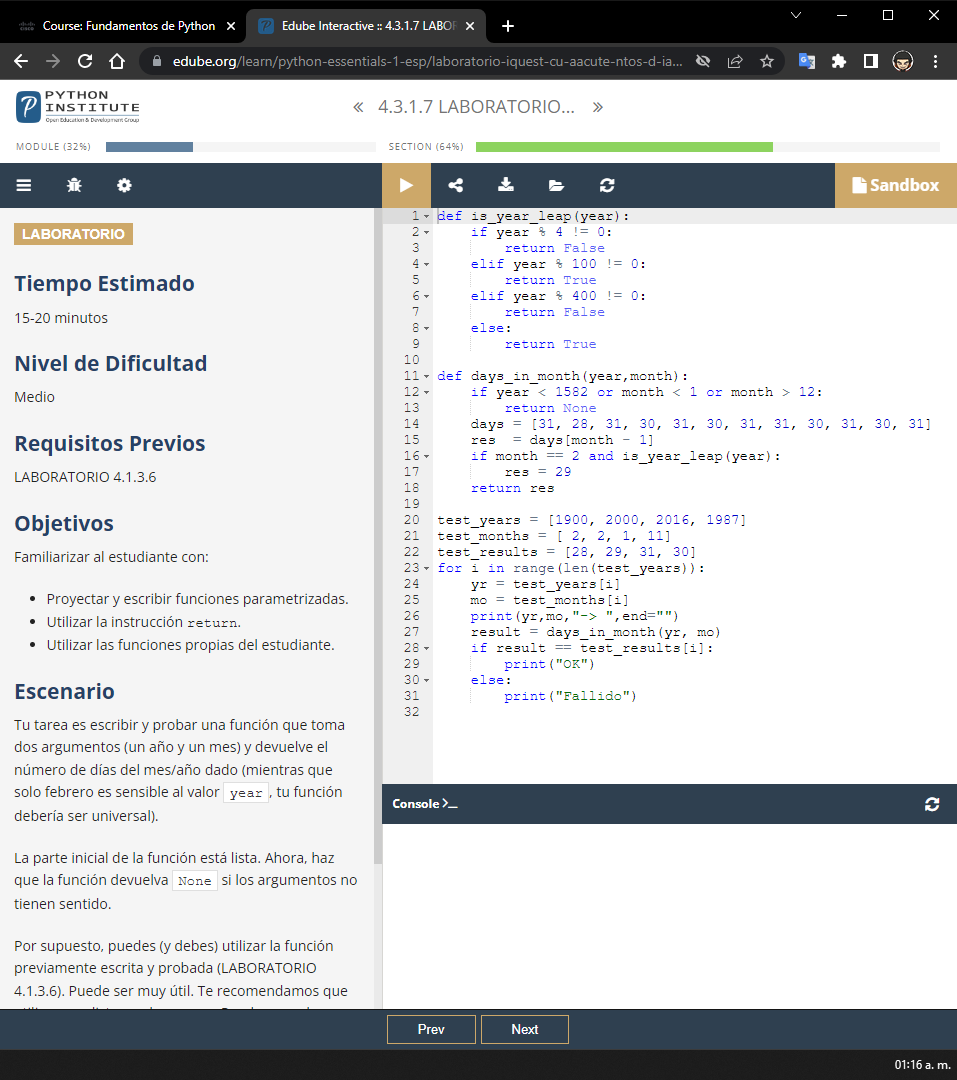 Course: Fundamentos de Python
Edube Interactive :: 4.3.1.7 LABOR
edube.org/learn/python-essentials-1-esp/laboratorio-iquest-cu-aacute-ntos-d-ia...
PYTHON
INSTITUTE
Open Education & Development Group
« 4.3.1.7 LABORATORIO... »
MODULE (32%)
SECTION (64%)
Sandbox
LABORATORIO
Tiempo Estimado
15-20 minutos
Nivel de Dificultad
Medio
Requisitos Previos
LABORATORIO 4.1.3.6
Objetivos
Familiarizar al estudiante con:
• Proyectar y escribir funciones parametrizadas.
• Utilizar la instrucción return.
• Utilizar las funciones propias del estudiante.
Escenario
Tu tarea es escribir y probar una función que toma
dos argumentos (un año y un mes) y devuelve el
número de días del mes/año dado (mientras que
solo febrero es sensible al valor year, tu función
debería ser universal).
La parte inicial de la función está lista. Ahora, haz
que la función devuelva None si los argumentos no
tienen sentido.
Por supuesto, puedes (y debes) utilizar la función
previamente escrita y probada (LABORATORIO
4.1.3.6). Puede ser muy útil. Te recomendamos que
1 def is_year_leap(year):
2     if year % 4 != 0:
3         return False
4     elif year % 100 != 0:
5         return True
6     elif year % 400 != 0:
7         return False
8     else:
9         return True
10
11 def days_in_month(year,month):
12     if year < 1582 or month < 1 or month > 12:
13         return None
14     days = [31, 28, 31, 30, 31, 30, 31, 31, 30, 31, 30, 31]
15     res  = days[month - 1]
16     if month == 2 and is_year_leap(year):
17         res = 29
18     return res
19
20 test_years = [1900, 2000, 2016, 1987]
21 test_months = [ 2, 2, 1, 11]
22 test_results = [28, 29, 31, 30]
23 for i in range(len(test_years)):
24     yr = test_years[i]
25     mo = test_months[i]
26     print(yr,mo,"-> ",end="")
27     result = days_in_month(yr, mo)
28     if result == test_results[i]:
29         print("OK")
30     else:
31         print("Fallido")
32
Console >_
Prev
Next
01:16 a. m.